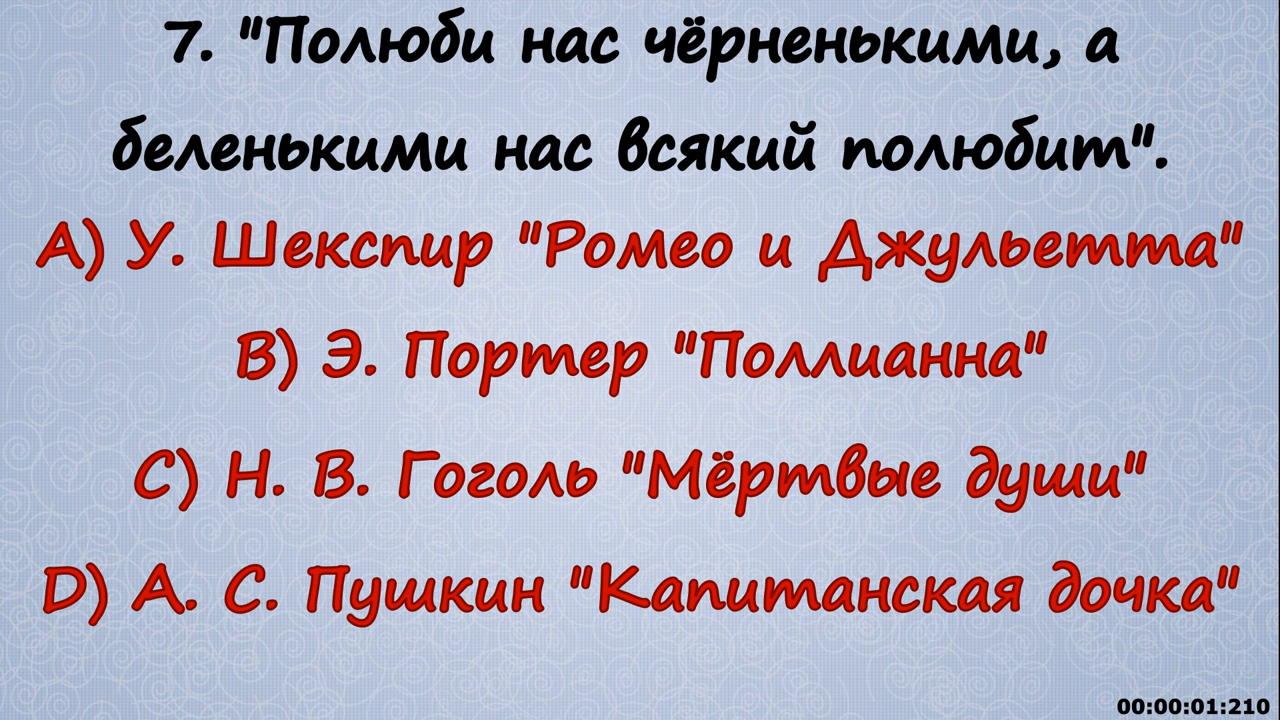 7. "Полюби нас чёрненькими, а
беленькими нас всякий полюбит".
A) У. Шекспир "Ромео и Джульетта"
B) Э. Портер "Поллианна"
C) Н. В. Гоголь "Мёртвые души"
D) А. С. Пушкин "Капитанская дочка"
00:00:01:210